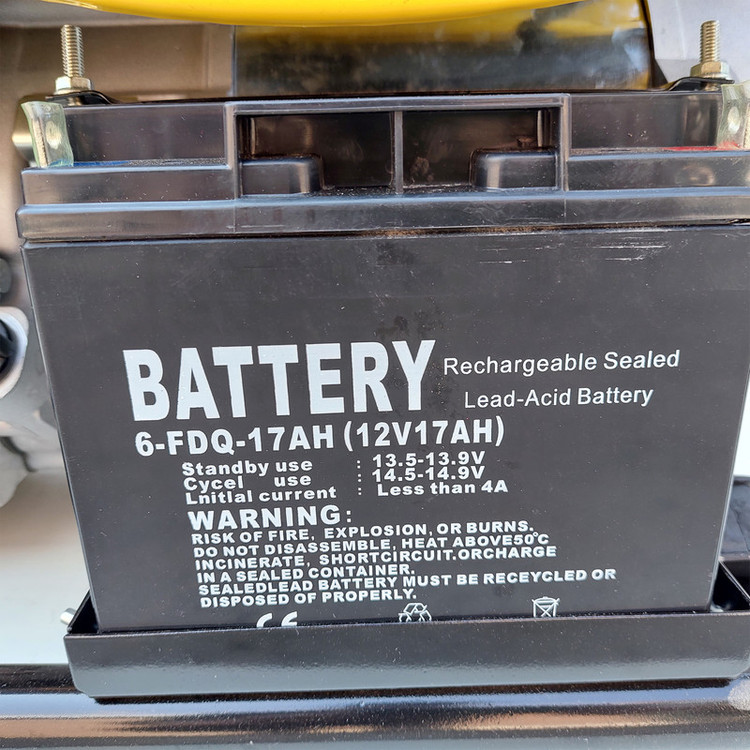 BATTERY Rechargeable Sealed
Lead-Acid Battery
6-FDQ-17AH (12V17AH)
Standby use : 13.5-13.9V
Cycel use : 14.5-14.9V
Lnitlal current : Less than 4A
WARNING:
RISK OF FIRE, EXPLOSION, OR BURNS.
DO NOT DISASSEMBLE, HEAT ABOVE50℃
INCINERATE, SHORTCIRCUIT.ORCHARGE
IN A SEALED CONTAINER.
SEALEDLEAD BATTERY MUST BE RECEYCLED OR
DISPOSED OF PROPERLY.
CE